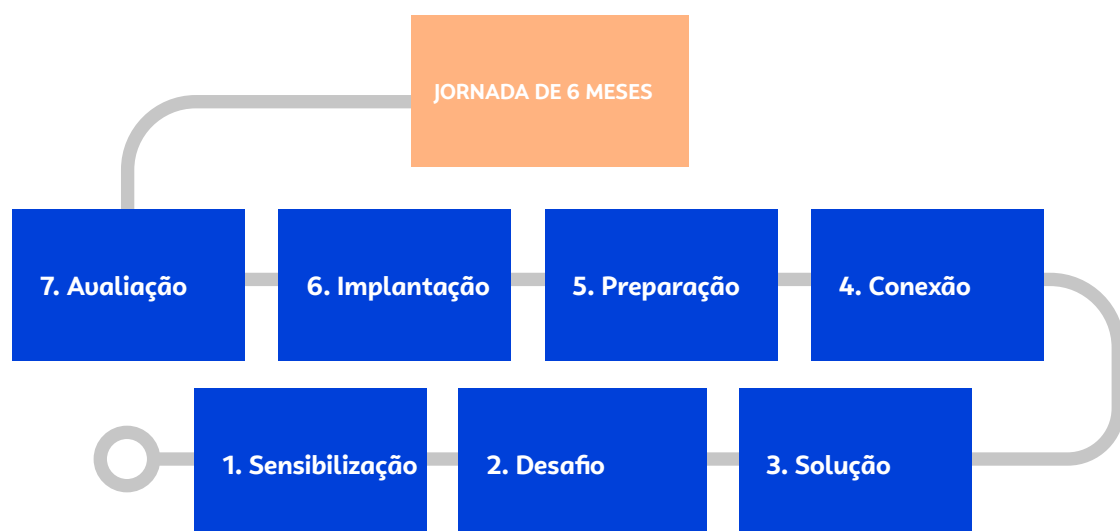 JORNADA DE 6 MESES
7. Avaliação
6. Implantação
5. Preparação
4. Conexão
1. Sensibilização
2. Desafio
3. Solução